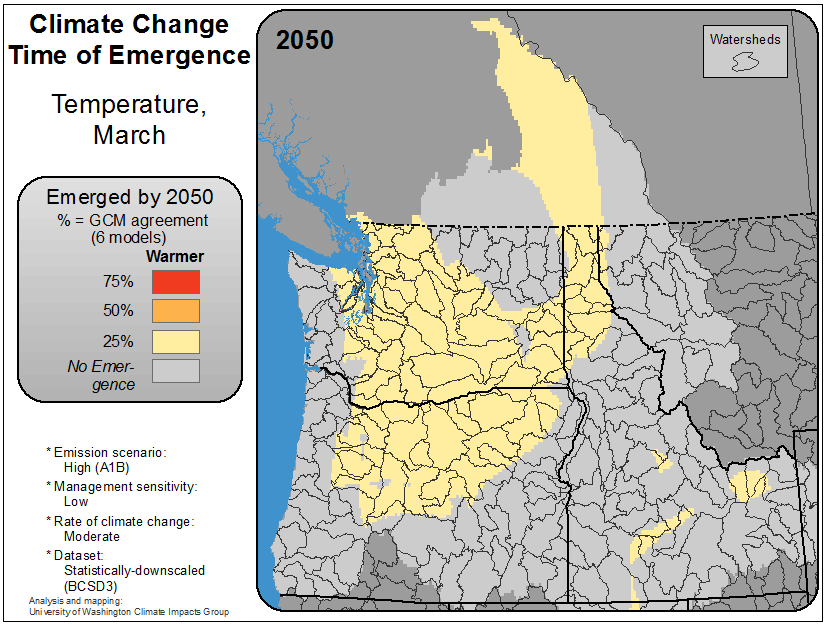 Climate Change
Time of Emergence
Temperature,
March
Emerged by 2050
% = GCM agreement
(6 models)
Warmer
75%
50%
25%
No Emer-
gence
* Emission scenario:
High (A1B)
* Management sensitivity:
Low
* Rate of climate change:
Moderate
* Dataset:
Statistically-downscaled
(BCSD3)
Analysis and mapping:
University of Washington Climate Impacts Group
2050
Watersheds